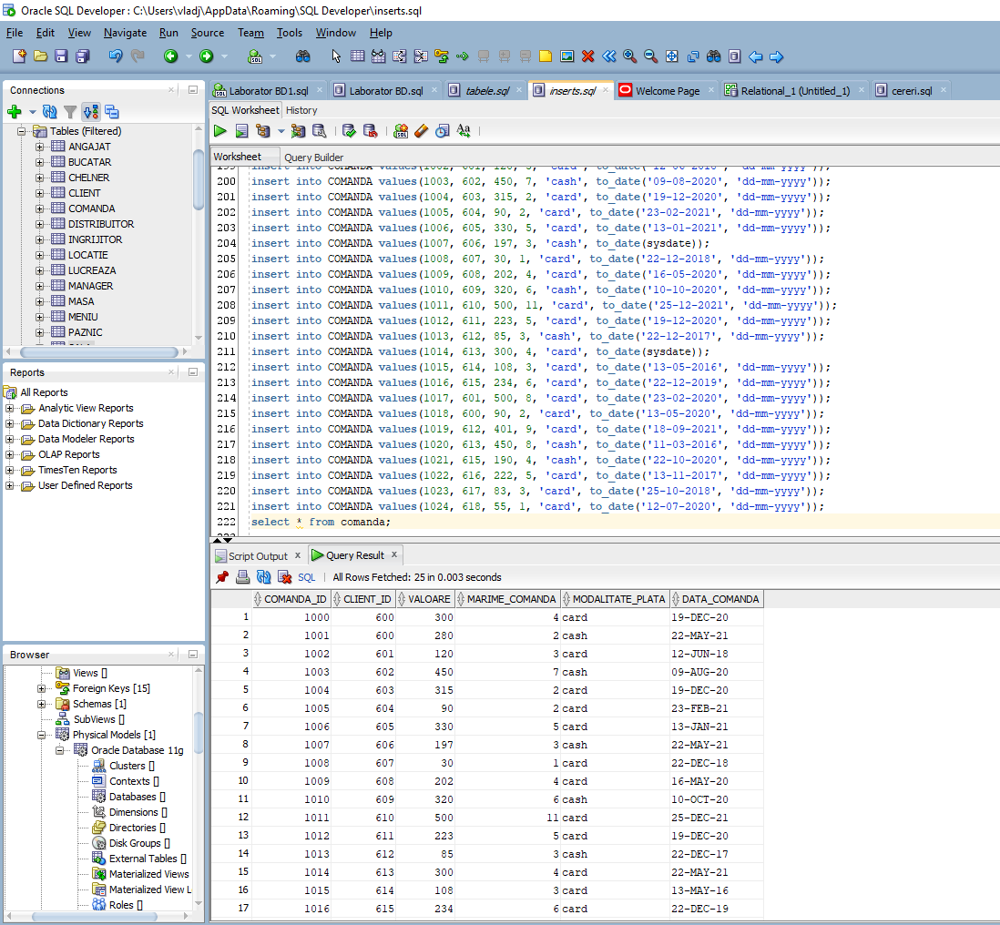 Oracle SQL Developer : C:\Users\vladj\AppData\Roaming\SQL Developer\inserts.sql
File Edit View Navigate Run Source Team Tools Window Help
Connections
Tables (Filtered)
ANGAJAT
BUCATAR
CHELNER
CLIENT
COMANDA
DISTRIBUITOR
INGRIJITOR
LOCATIE
LUCREAZA
MANAGER
MASA
MENIU
PAZNIC
Reports
All Reports
Analytic View Reports
Data Dictionary Reports
Data Modeler Reports
OLAP Reports
TimesTen Reports
User Defined Reports
Browser
Views []
Foreign Keys [15]
Schemas [1]
SubViews []
Physical Models [1]
Oracle Database 11g
Clusters []
Contexts []
Databases []
Dimensions []
Directories []
Disk Groups []
External Tables []
Materialized Views
Materialized View L
Roles []
Laborator BD1.sql Laborator BD.sql tabele.sql inserts.sql Welcome Page Relational_1 (Untitled_1) cereri.sql
SQL Worksheet History
Worksheet Query Builder
200 insert into COMANDA values(1003, 602, 450, 7, 'cash', to_date('09-08-2020', 'dd-mm-yyyy'));
201 insert into COMANDA values(1004, 603, 315, 2, 'card', to_date('19-12-2020', 'dd-mm-yyyy'));
202 insert into COMANDA values(1005, 604, 90, 2, 'card', to_date('23-02-2021', 'dd-mm-yyyy'));
203 insert into COMANDA values(1006, 605, 330, 5, 'card', to_date('13-01-2021', 'dd-mm-yyyy'));
204 insert into COMANDA values(1007, 606, 197, 3, 'cash', to_date(sysdate));
205 insert into COMANDA values(1008, 607, 30, 1, 'card', to_date('22-12-2018', 'dd-mm-yyyy'));
206 insert into COMANDA values(1009, 608, 202, 4, 'card', to_date('16-05-2020', 'dd-mm-yyyy'));
207 insert into COMANDA values(1010, 609, 320, 6, 'cash', to_date('10-10-2020', 'dd-mm-yyyy'));
208 insert into COMANDA values(1011, 610, 500, 11, 'card', to_date('25-12-2021', 'dd-mm-yyyy'));
209 insert into COMANDA values(1012, 611, 223, 5, 'card', to_date('19-12-2020', 'dd-mm-yyyy'));
210 insert into COMANDA values(1013, 612, 85, 3, 'cash', to_date('22-12-2017', 'dd-mm-yyyy'));
211 insert into COMANDA values(1014, 613, 300, 4, 'card', to_date(sysdate));
212 insert into COMANDA values(1015, 614, 108, 3, 'card', to_date('13-05-2016', 'dd-mm-yyyy'));
213 insert into COMANDA values(1016, 615, 234, 6, 'card', to_date('22-12-2019', 'dd-mm-yyyy'));
214 insert into COMANDA values(1017, 601, 500, 8, 'cash', to_date('23-02-2020', 'dd-mm-yyyy'));
215 insert into COMANDA values(1018, 600, 90, 2, 'card', to_date('13-05-2020', 'dd-mm-yyyy'));
216 insert into COMANDA values(1019, 612, 401, 9, 'card', to_date('18-09-2021', 'dd-mm-yyyy'));
217 insert into COMANDA values(1020, 613, 450, 8, 'cash', to_date('11-03-2016', 'dd-mm-yyyy'));
218 insert into COMANDA values(1021, 615, 190, 4, 'cash', to_date('22-10-2020', 'dd-mm-yyyy'));
219 insert into COMANDA values(1022, 616, 222, 5, 'card', to_date('13-11-2017', 'dd-mm-yyyy'));
220 insert into COMANDA values(1023, 617, 83, 3, 'card', to_date('25-10-2018', 'dd-mm-yyyy'));
221 insert into COMANDA values(1024, 618, 55, 1, 'card', to_date('12-07-2020', 'dd-mm-yyyy'));
222 select * from comanda;
Script Output Query Result
SQL All Rows Fetched: 25 in 0.003 seconds
COMANDA_ID CLIENT_ID VALOARE MARIME_COMANDA MODALITATE_PLATA DATA_COMANDA
1 1000 600 300 4 card 19-DEC-20
2 1001 600 280 2 cash 22-MAY-21
3 1002 601 120 3 card 12-JUN-18
4 1003 602 450 7 cash 09-AUG-20
5 1004 603 315 2 card 19-DEC-20
6 1005 604 90 2 card 23-FEB-21
7 1006 605 330 5 card 13-JAN-21
8 1007 606 197 3 cash 22-MAY-21
9 1008 607 30 1 card 22-DEC-18
10 1009 608 202 4 card 16-MAY-20
11 1010 609 320 6 cash 10-OCT-20
12 1011 610 500 11 card 25-DEC-21
13 1012 611 223 5 card 19-DEC-20
14 1013 612 85 3 cash 22-DEC-17
15 1014 613 300 4 card 22-MAY-21
16 1015 614 108 3 card 13-MAY-16
17 1016 615 234 6 card 22-DEC-19